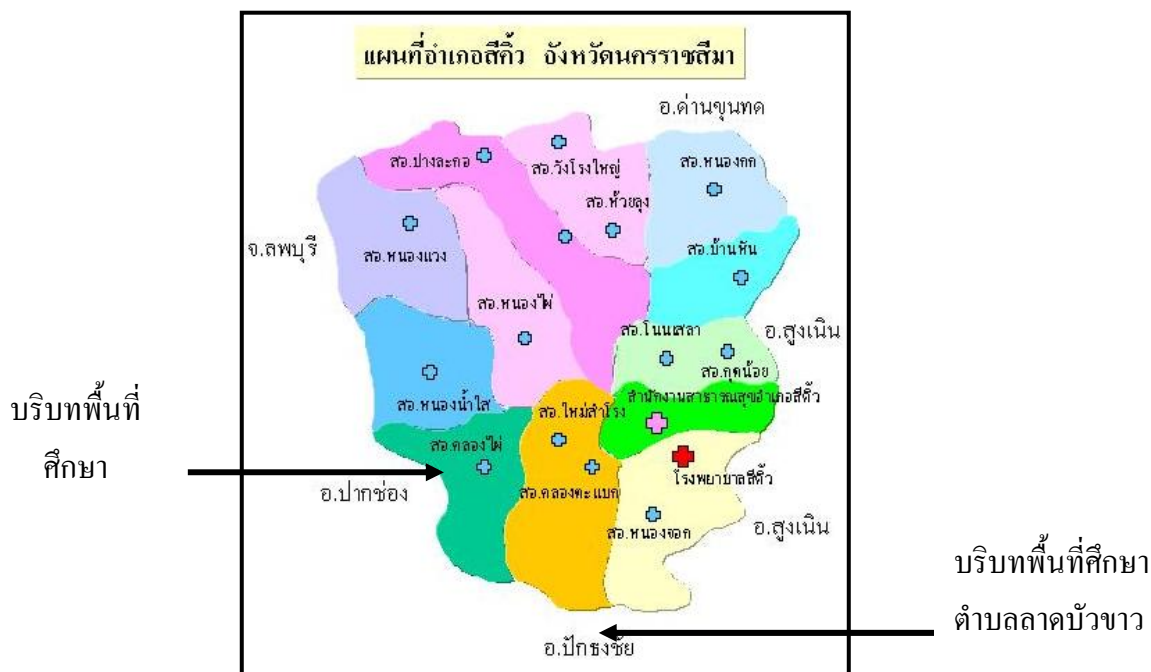 แผนที่อำเภอสีคิ้ว จังหวัดนครราชสีมา
อ.ด่านขุนทด
สอ.ปางละกอ
สอ.วังโรงใหญ่
สอ.หนองกก
สอ.ห้วยลุง
จ.ลพบุรี
สอ.หนองแวง
สอ.บ้านหัน
สอ.หนองไผ่
สอ.โนนเสลา
อ.สูงเนิน
สอ.กุดน้อย
สำนักงานสาธารณสุขอำเภอสีคิ้ว
บริบทพื้นที่
ศึกษา
สอ.หนองน้ำใส
สอ.ใหม่สำโรง
สอ.คลองไผ่
โรงพยาบาลสีคิ้ว
อ.ปากช่อง
สอ.คลองตะแบก
สอ.หนองจอก
อ.สูงเนิน
บริบทพื้นที่ศึกษา
ตำบลลาดบัวขาว
อ.ปักธงชัย